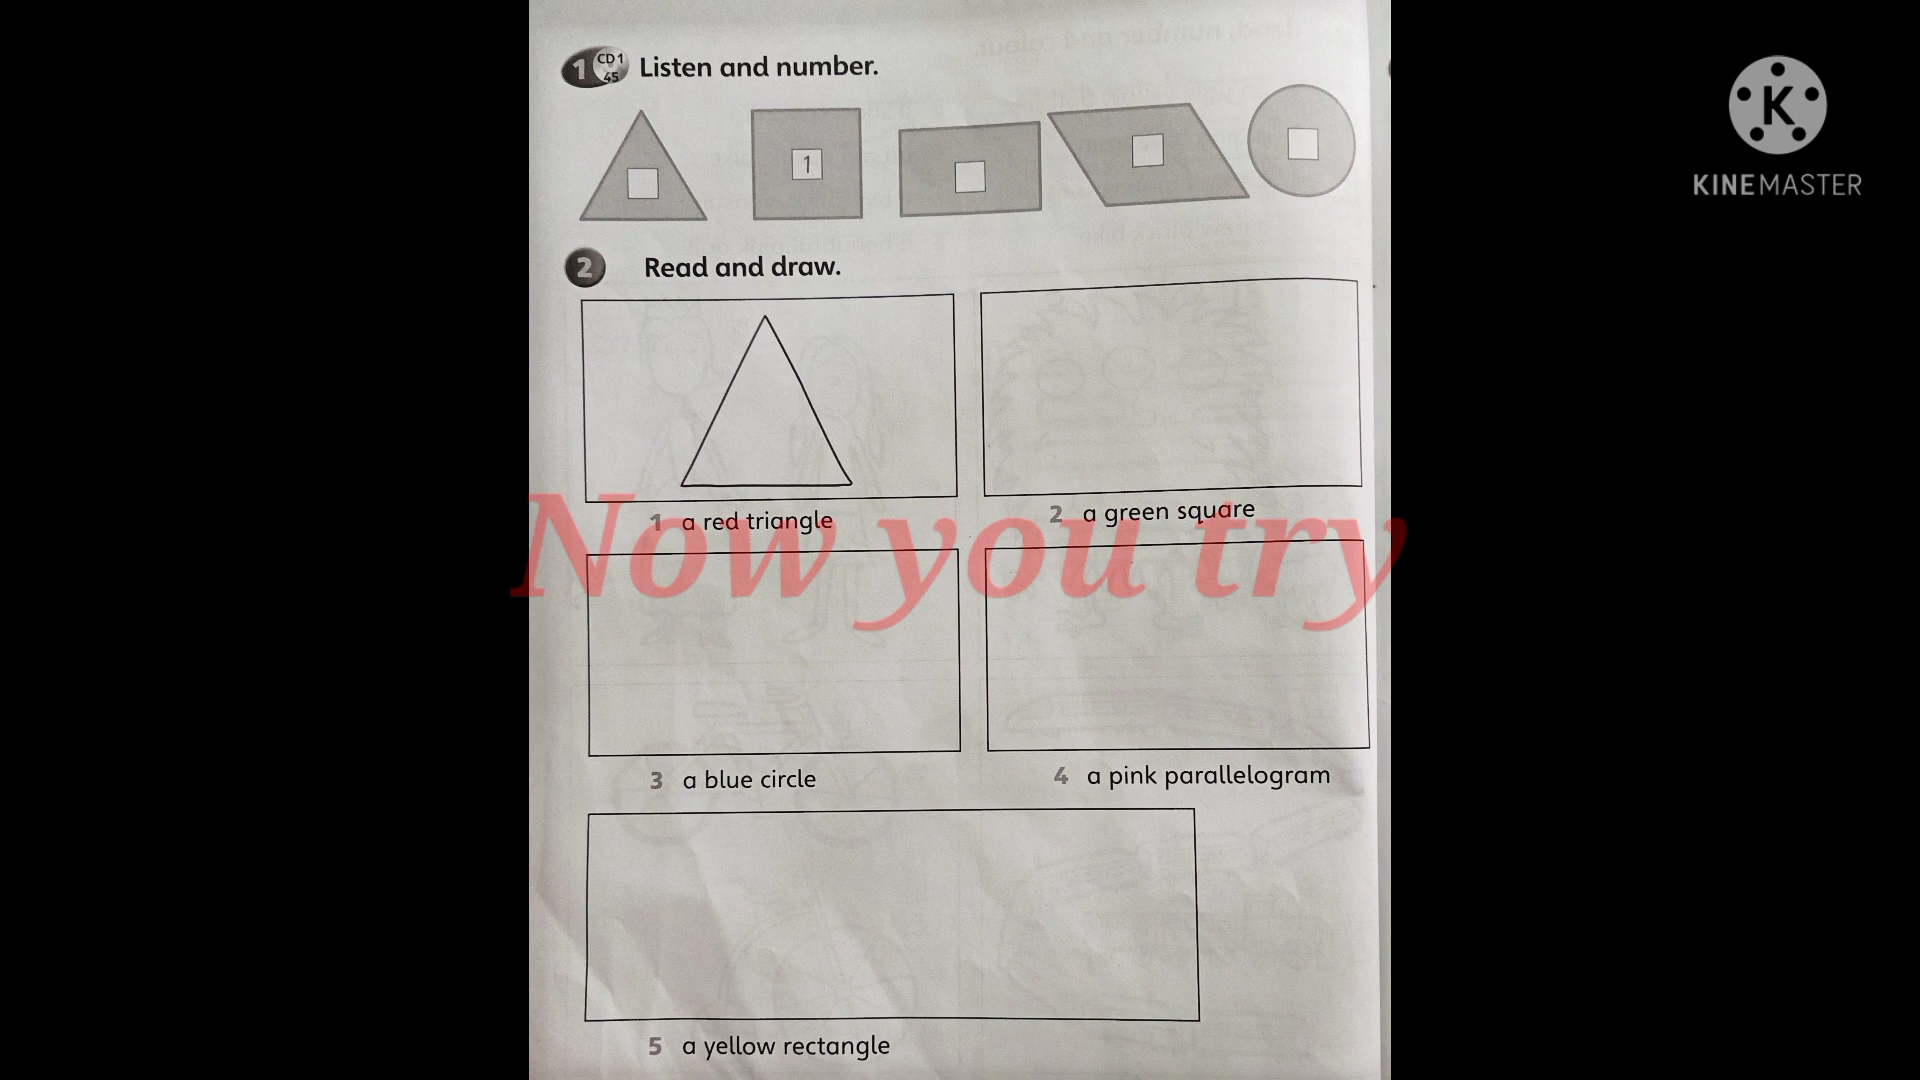 1 CD1 45 Listen and number.
1
2 Read and draw.
1 a red triangle
2 a green square
Now you try
3 a blue circle
4 a pink parallelogram
5 a yellow rectangle
K
KINEMASTER